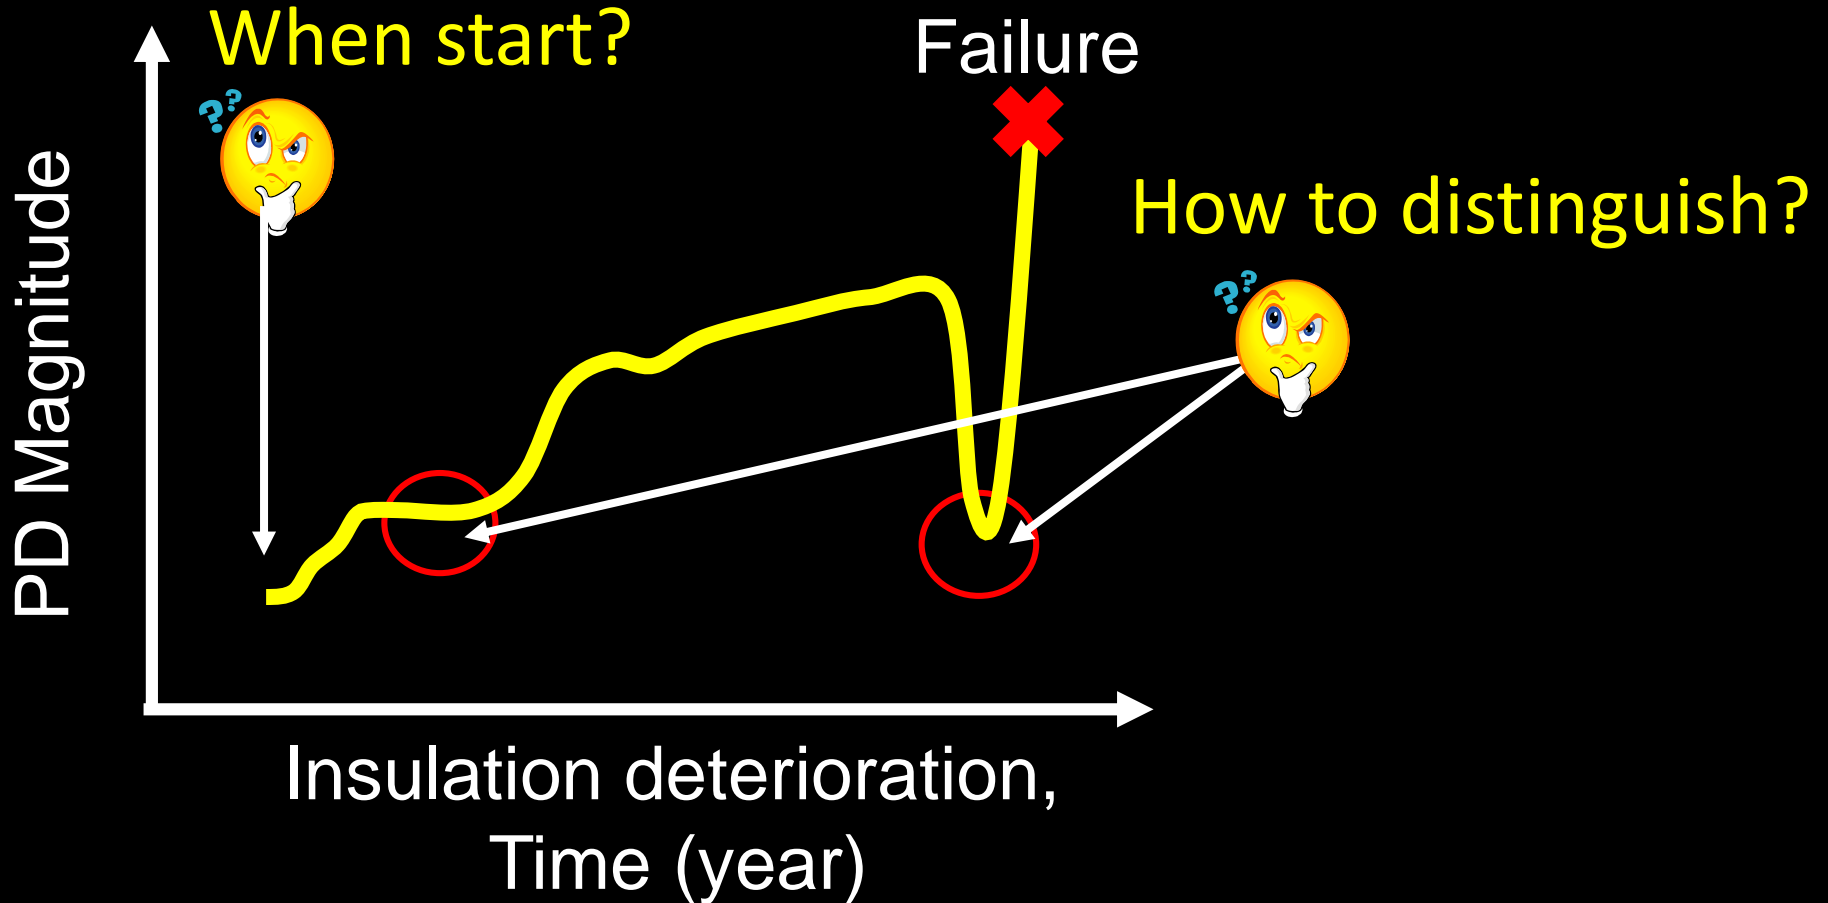 When start?
Failure
??
How to distinguish?
??
PD Magnitude
Insulation deterioration,
Time (year)